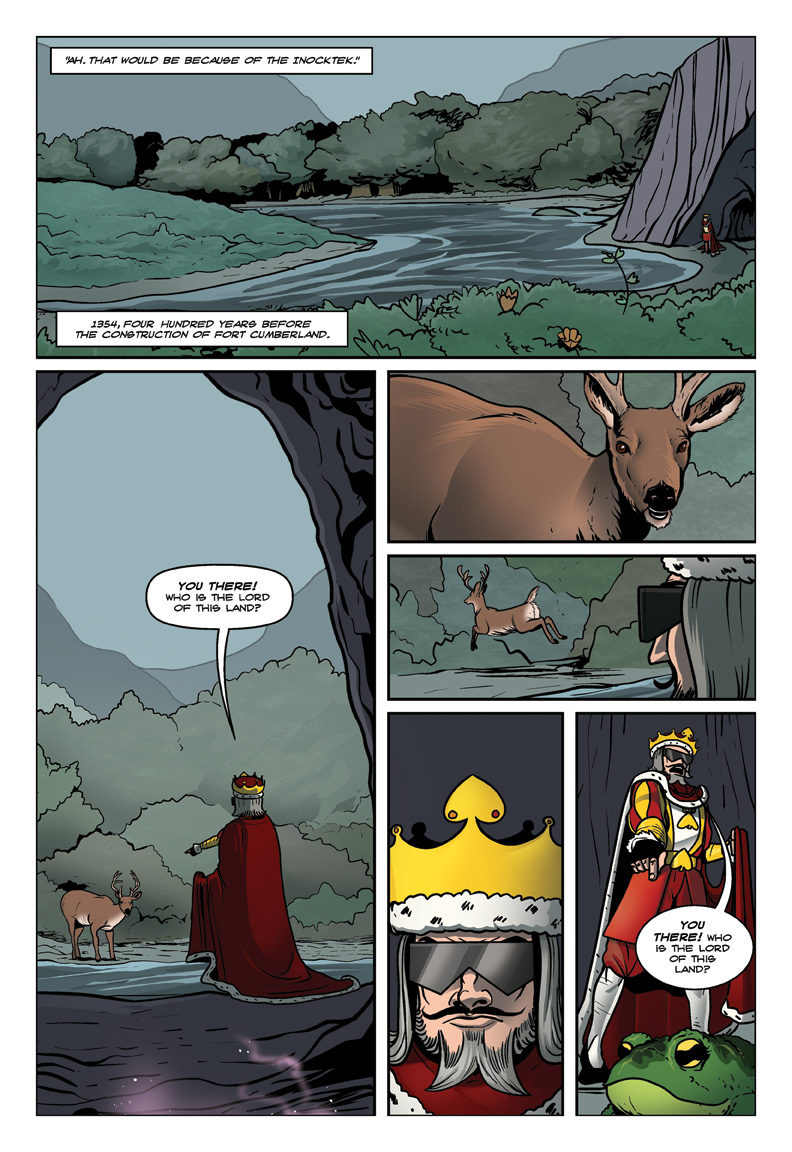 "AH. THAT WOULD BE BECAUSE OF THE INOCKTEK."
1354, FOUR HUNDRED YEARS BEFORE
THE CONSTRUCTION OF FORT CUMBERLAND.
YOU THERE!
WHO IS THE LORD
OF THIS LAND?
YOU
THERE! WHO
IS THE LORD
OF THIS
LAND?